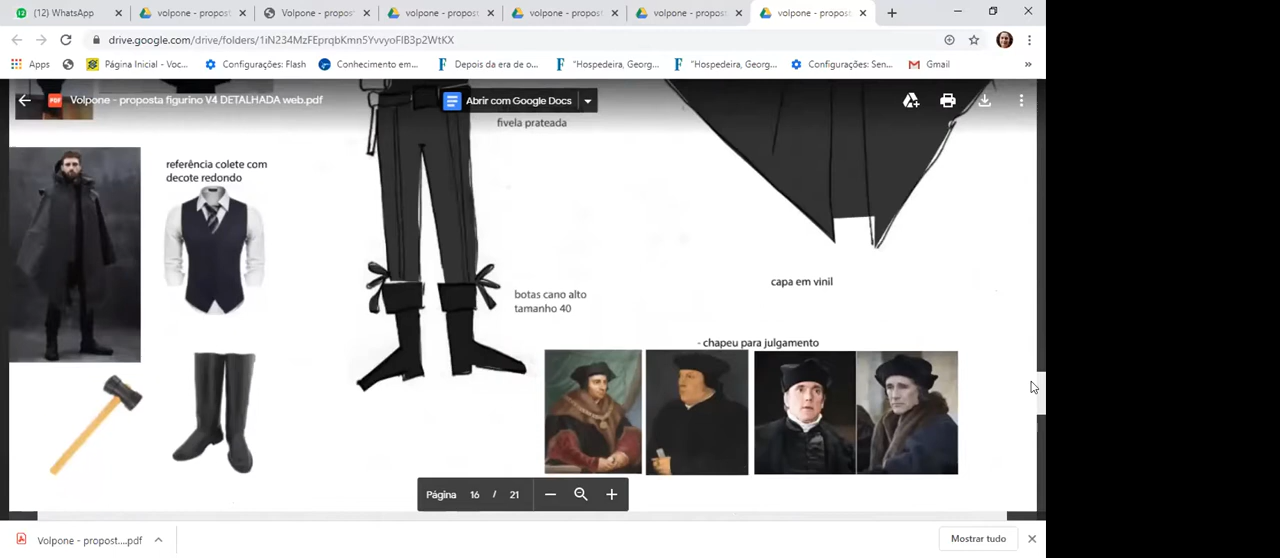 (12) WhatsApp
volpone - propost
Volpone - propost
volpone - propost
volpone - propost
volpone - propost
volpone - propost
drive.google.com/drive/folders/1iN234MzFEprqbKmn5YvvyoFIB3p2WtKX
Apps
Página Inicial - Voc...
Configurações: Flash
Conhecimento em...
Depois da era de o...
"Hospedeira, Georg...
"Hospedeira, Georg...
Configurações: Sen...
Gmail
»
PDF
Volpone - proposta figurino V4 DETALHADA web.pdf
Abrir com Google Docs
fivela prateada
referência colete com
decote redondo
capa em vinil
botas cano alto
tamanho 40
- chapeu para julgamento
Página 16 / 21
Volpone - propost....pdf
Mostrar tudo